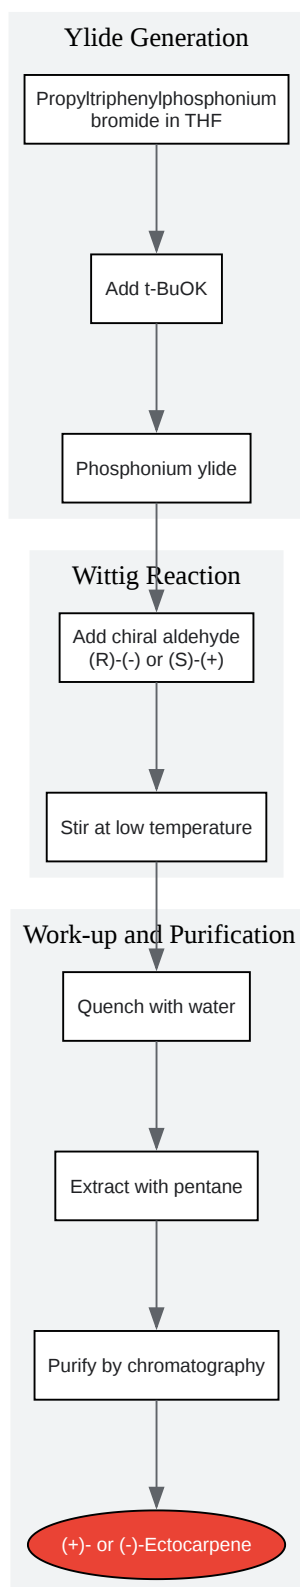 Ylide Generation
Propyltriphenylphosphonium
bromide in THF
Add t-BuOK
Phosphonium ylide
Wittig Reaction
Add chiral aldehyde
(R)-(-) or (S)-(+)
Stir at low temperature
Work-up and Purification
Quench with water
Extract with pentane
Purify by chromatography
(+)- or (-)-Ectocarpene